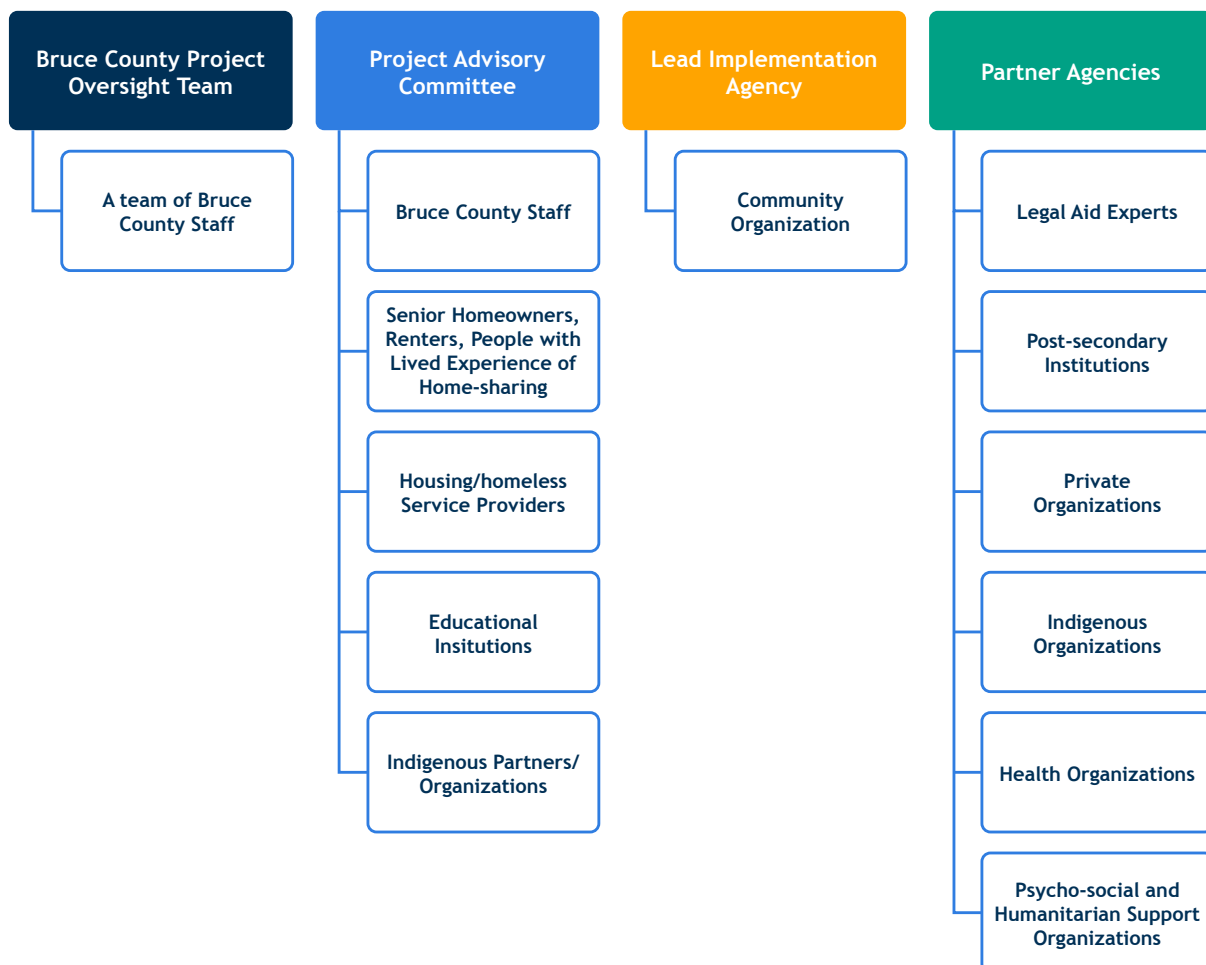 Bruce County Project
Oversight Team
A team of Bruce
County Staff
Project Advisory
Committee
Bruce County Staff
Senior Homeowners,
Renters, People with
Lived Experience of
Home-sharing
Housing/homeless
Service Providers
Educational
Insitutions
Indigenous Partners/
Organizations
Lead Implementation
Agency
Community
Organization
Partner Agencies
Legal Aid Experts
Post-secondary
Institutions
Private
Organizations
Indigenous
Organizations
Health Organizations
Psycho-social and
Humanitarian Support
Organizations